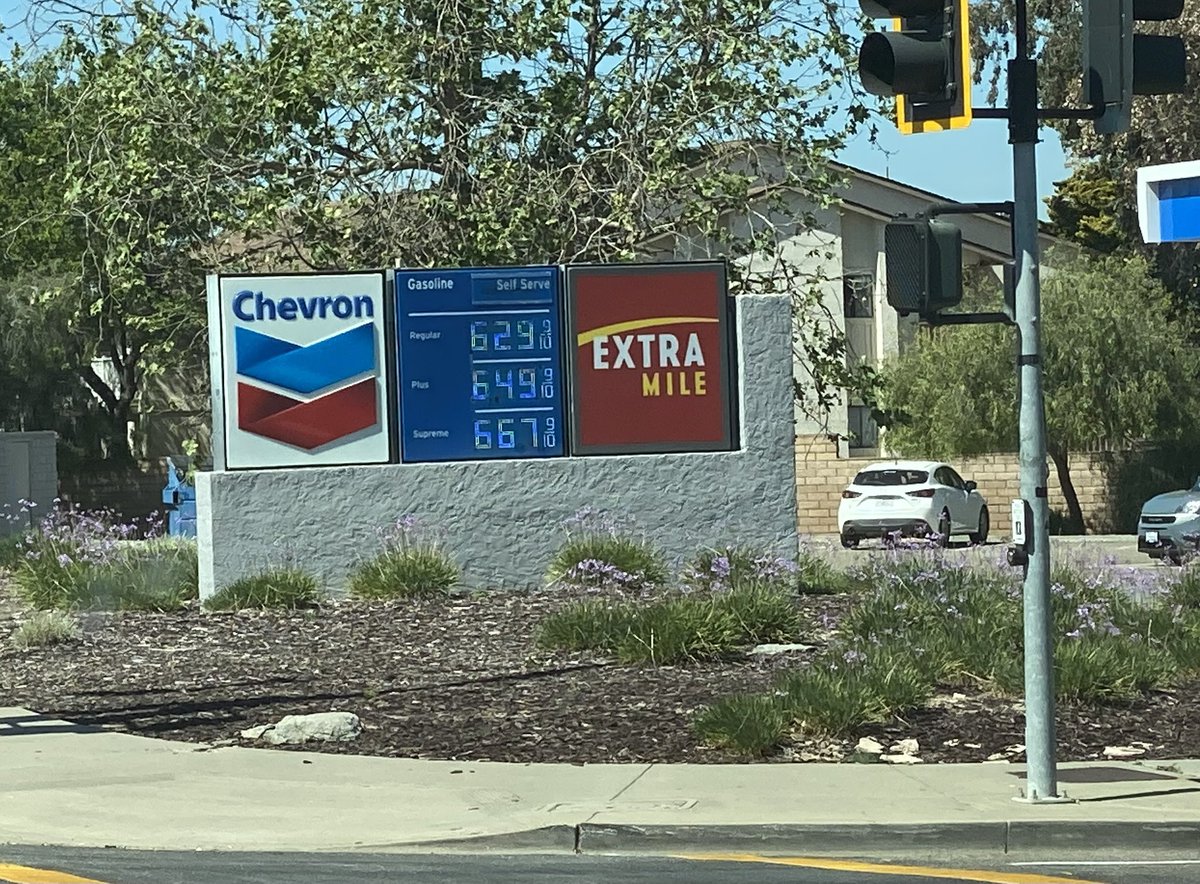 Chevron
Gasoline Self Serve
Regular 629 9/10
Plus 649 9/10
Supreme 667 9/10
EXTRA
MILE